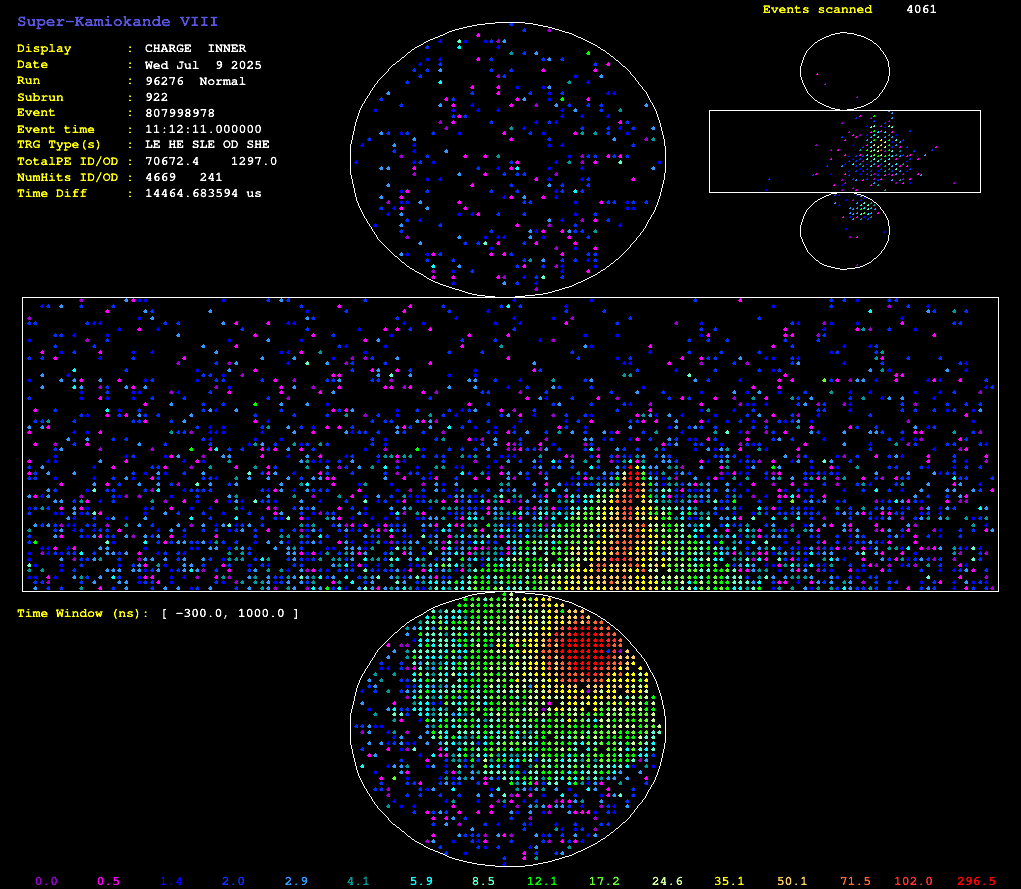 Super-Kamiokande VIII
Events scanned 4061
Display : CHARGE INNER
Date : Wed Jul 9 2025
Run : 96276 Normal
Subrun : 922
Event : 807998978
Event time : 11:12:11.000000
TRG Type(s) : LE HE SLE OD SHE
TotalPE ID/OD : 70672.4 1297.0
NumHits ID/OD : 4669 241
Time Diff : 14464.683594 us
Time Window (ns): [ -300.0, 1000.0 ]
0.0 0.5 1.4 2.0 2.9 4.1 5.9 8.5 12.1 17.2 24.6 35.1 50.1 71.5 102.0 296.5